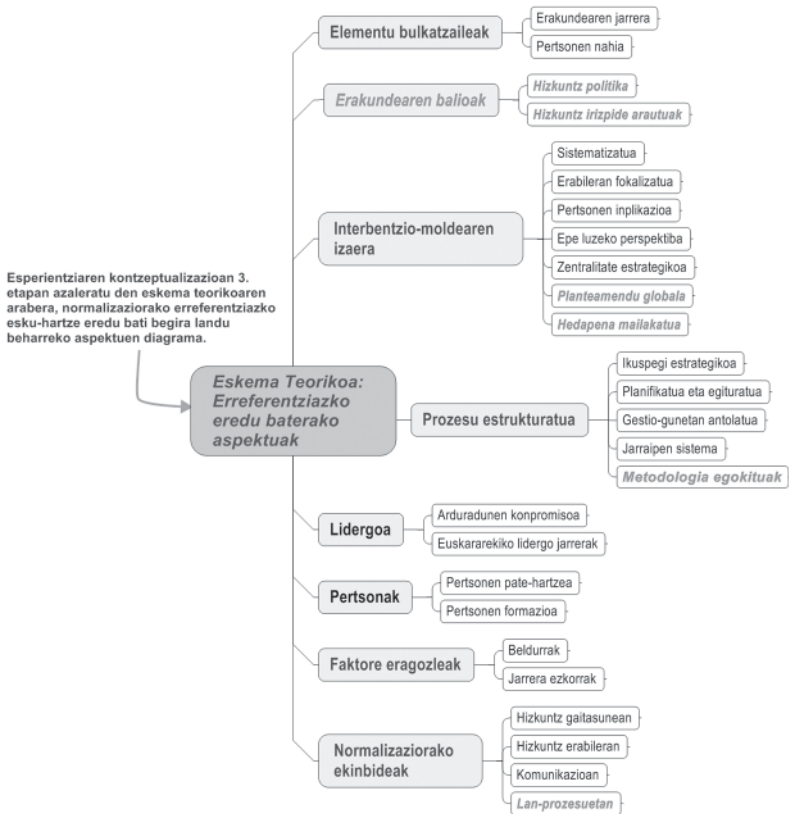 Esperientziaren kontzeptualizazioan 3.
etapan azaleratu den eskema teorikoaren
arabera, normalizaziorako erreferentziazko
esku-hartze eredu bati begira landu
beharreko aspektuen diagrama.
Eskema Teorikoa:
Erreferentziazko
eredu baterako
aspektuak
Elementu bulkatzaileak
Erakundearen jarrera
Pertsonen nahia
Erakundearen balioak
Hizkuntz politika
Hizkuntz irizpide arautuak
Interbentzio-moldearen
izaera
Sistematizatua
Erabileran fokalizatua
Pertsonen inplikazioa
Epe luzeko perspektiba
Zentralitate estrategikoa
Planteamendu globala
Hedapena mailakatua
Prozesu estrukturatua
Ikuspegi estrategikoa
Planifikatua eta egituratua
Gestio-gunetan antolatua
Jarraipen sistema
Metodologia egokituak
Lidergoa
Arduradunen konpromisoa
Euskararekiko lidergo jarrerak
Pertsonak
Pertsonen pate-hartzea
Pertsonen formazioa
Faktore eragozleak
Beldurrak
Jarrera ezkorrak
Normalizaziorako
ekinbideak
Hizkuntz gaitasunean
Hizkuntz erabileran
Komunikazioan
Lan-prozesuetan